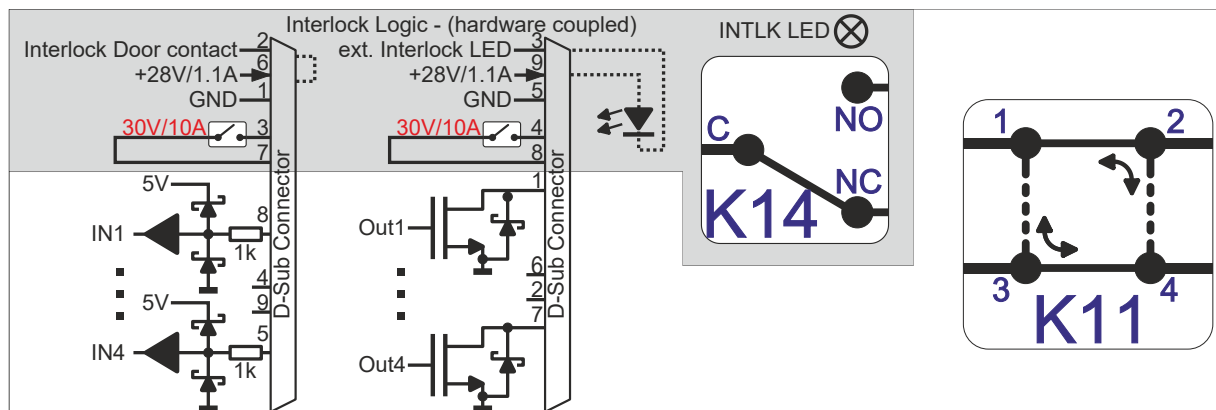 Interlock Logic - (hardware coupled)
Interlock Door contact
2
+28V/1.1A
6
GND
1
30V/10A
3
7
5V
IN1
8
1k
4
9
5V
IN4
5
1k
D-Sub Connector
ext. Interlock LED
3
+28V/1.1A
9
GND
5
30V/10A
4
8
1
Out1
6
2
7
Out4
D-Sub Connector
INTLK LED
NO
C
NC
K14
1
2
3
4
K11